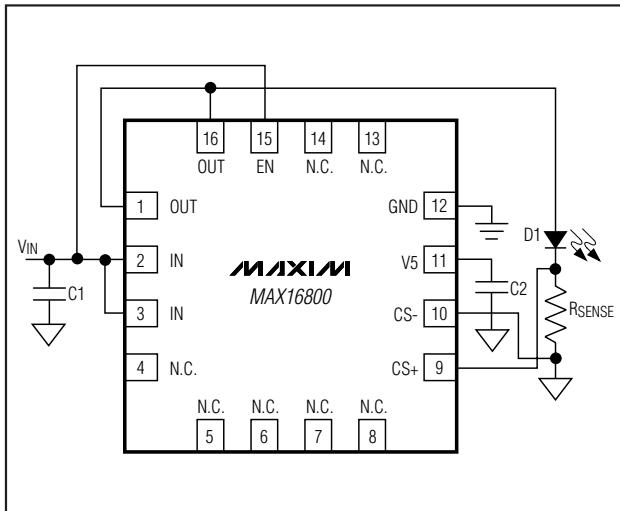 16 15 14 13
OUT EN N.C. N.C.
1 OUT GND 12
D1
VIN 2 IN MAXIM V5 11
MAX16800
C1 C2
3 IN CS- 10 RSENSE
4 N.C. CS+ 9
N.C. N.C. N.C. N.C.
5 6 7 8